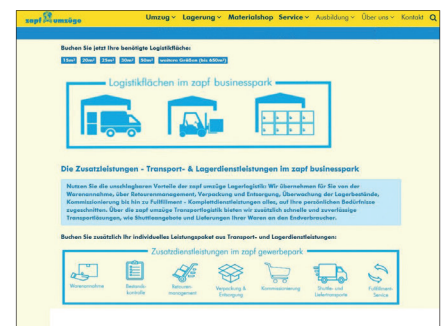 zapf umzüge
Umzug Lagerung Materialshop Service Ausbildung Über uns Kontakt
Buchen Sie jetzt Ihre benötigte Logistikfläche:
15m² 20m² 25m² 30m² 50m² weitere Größen (bis 650m²)
Logistikflächen im zapf businesspark
Die Zusatzleistungen - Transport- & Lagerdienstleistungen im zapf businesspark
Nutzen Sie die unschlagbaren Vorteile der zapf umzüge Lagerlogistik: Wir übernehmen für Sie von der
Warenannahme, über Retourenmanagement, Verpackung und Entsorgung, Überwachung der Lagerbestände,
Kommissionierung bis hin zu Fulfillment - Komplettdienstleistungen alles, auf Ihre persönlichen Bedürfnisse
zugeschnitten. Über die zapf umzüge Transportlogistik bieten wir zusätzlich schnelle und zuverlässige
Transportlösungen, wie Shuttleangebote und Lieferungen Ihrer Waren an den Endverbraucher.
Buchen Sie zusätzlich Ihr individuelles Leistungspaket aus Transport- und Lagerdienstleistungen:
Zusatzdienstleistungen im zapf gewerbepark
Warenannahme
Bestands-
kontrolle
Retouren-
management
Verpackung &
Entsorgung
Kommissionierung
Shuttle- und
Liefertransporte
Fulfillment-
Service